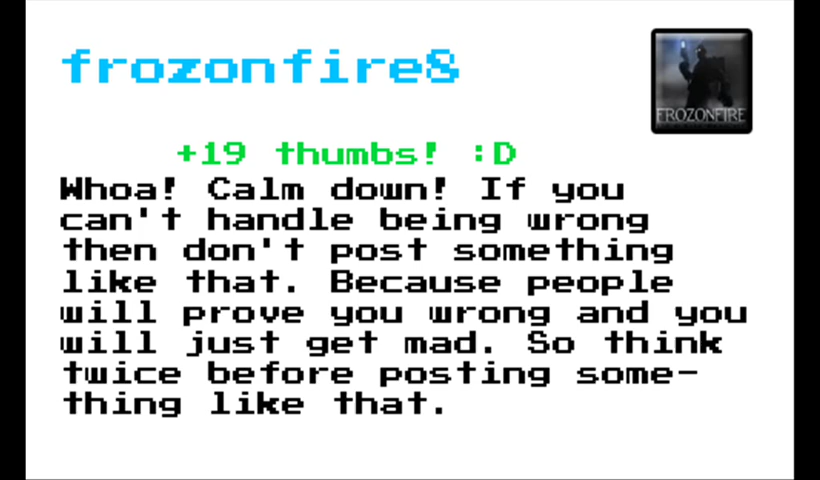 frozonfire8
FROZONFIRE
+19 thumbs! :D
Whoa! Calm down! If you
can't handle being wrong
then don't post something
like that. Because people
will prove you wrong and you
will just get mad. So think
twice before posting some-
thing like that.